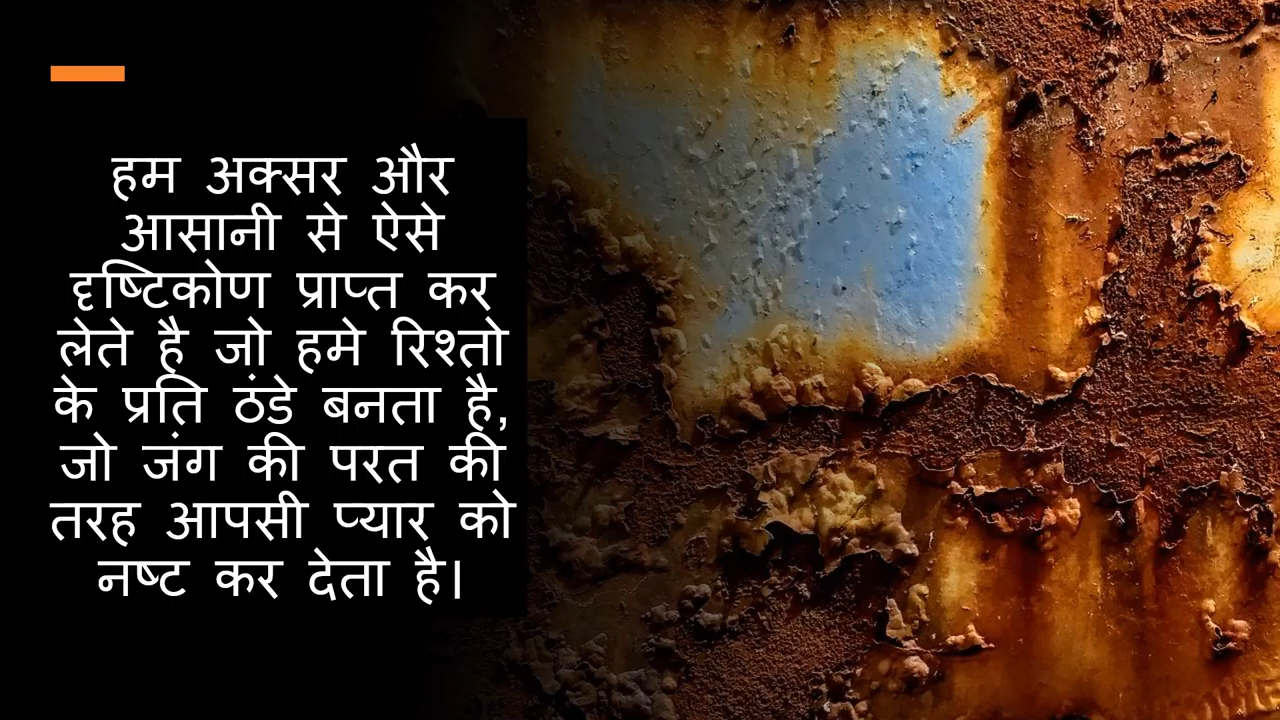 हम अक्सर और
आसानी से ऐसे
दृष्टिकोण प्राप्त कर
लेते है जो हमे रिश्तो
के प्रति ठंडे बनता है,
जो जंग की परत की
तरह आपसी प्यार को
नष्ट कर देता है।